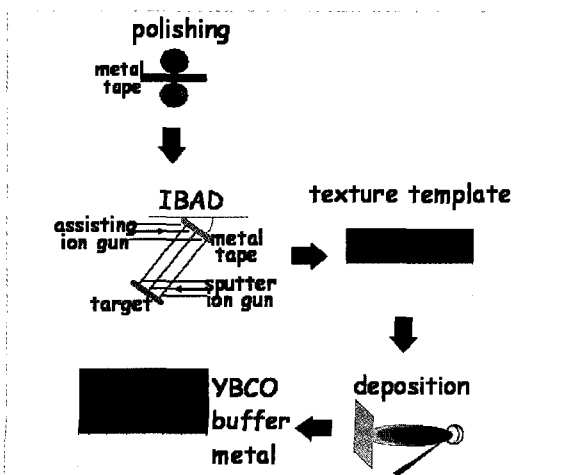 polishing
metal
tape
IBAD
texture template
assisting
ion gun
metal
tape
sputter
ion gun
target
deposition
YBCO
buffer
metal